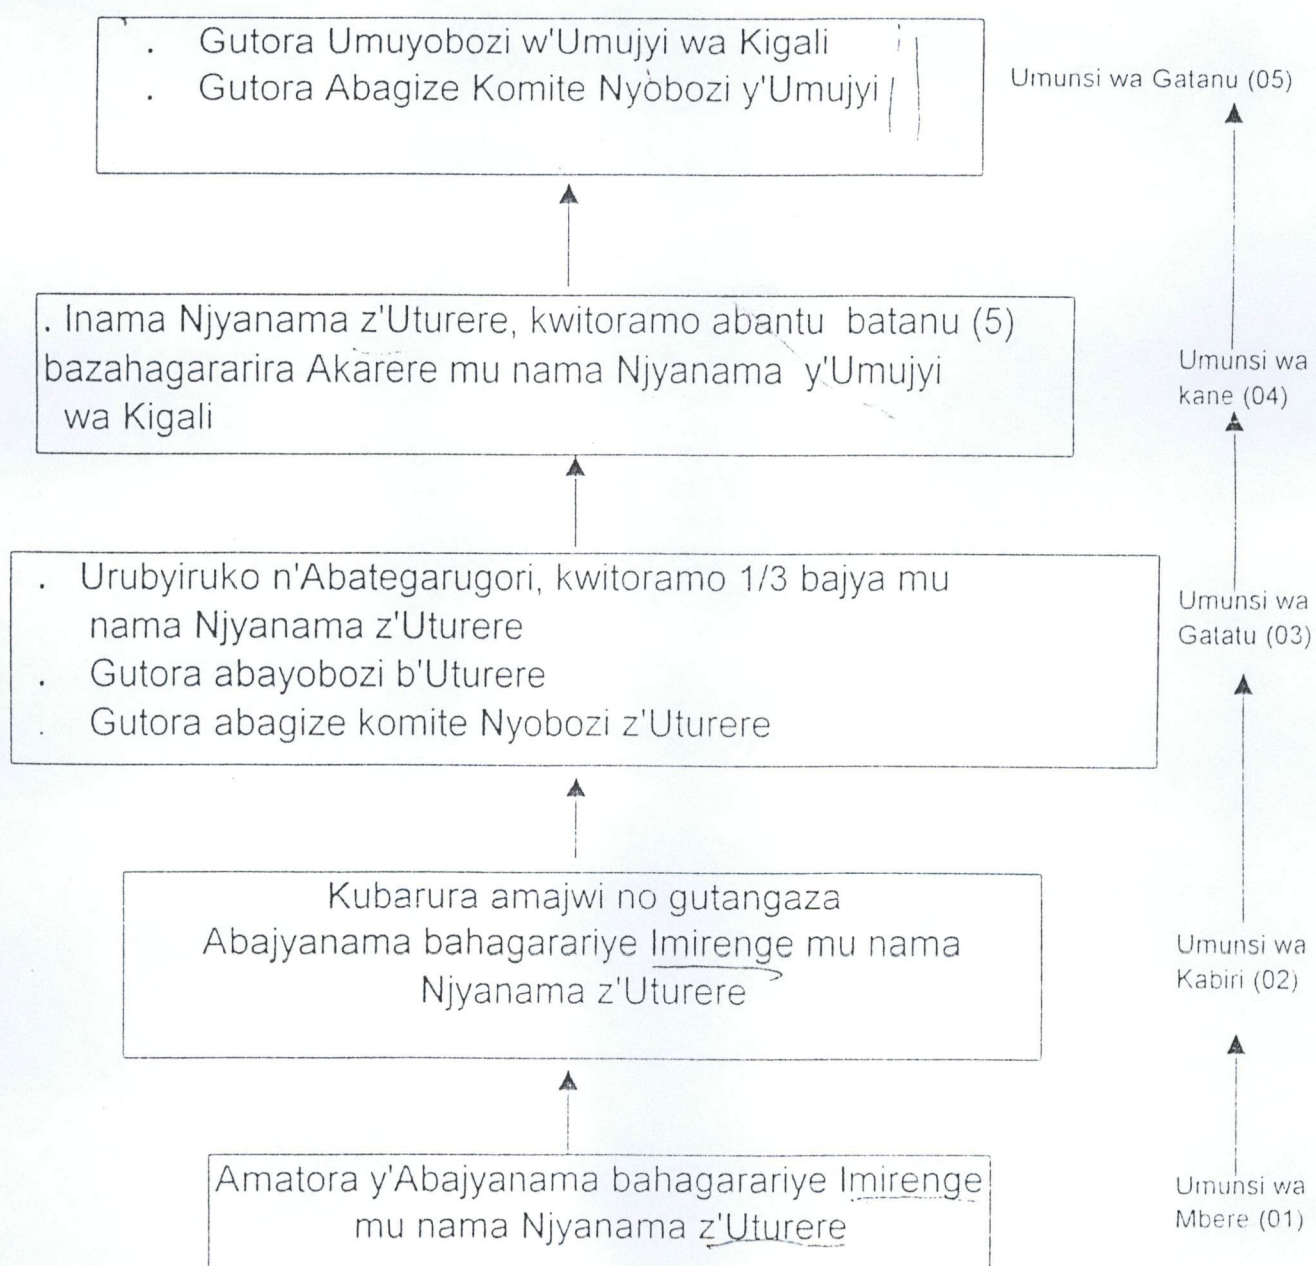 . Gutora Umuyobozi w'Umujyi wa Kigali
. Gutora Abagize Komite Nyobozi y'Umujyi
Umunsi wa Gatanu (05)
. Inama Njyanama z'Uturere, kwitoramo abantu batanu (5)
bazahagararira Akarere mu nama Njyanama y'Umujyi
wa Kigali
Umunsi wa
kane (04)
. Urubyiruko n'Abategarugori, kwitoramo 1/3 bajya mu
nama Njyanama z'Uturere
. Gutora abayobozi b'Uturere
. Gutora abagize komite Nyobozi z'Uturere
Umunsi wa
Gatatu (03)
Kubarura amajwi no gutangaza
Abajyanama bahagarariye Imirenge mu nama
Njyanama z'Uturere
Umunsi wa
Kabiri (02)
Amatora y'Abajyanama bahagarariye Imirenge
mu nama Njyanama z'Uturere
Umunsi wa
Mbere (01)